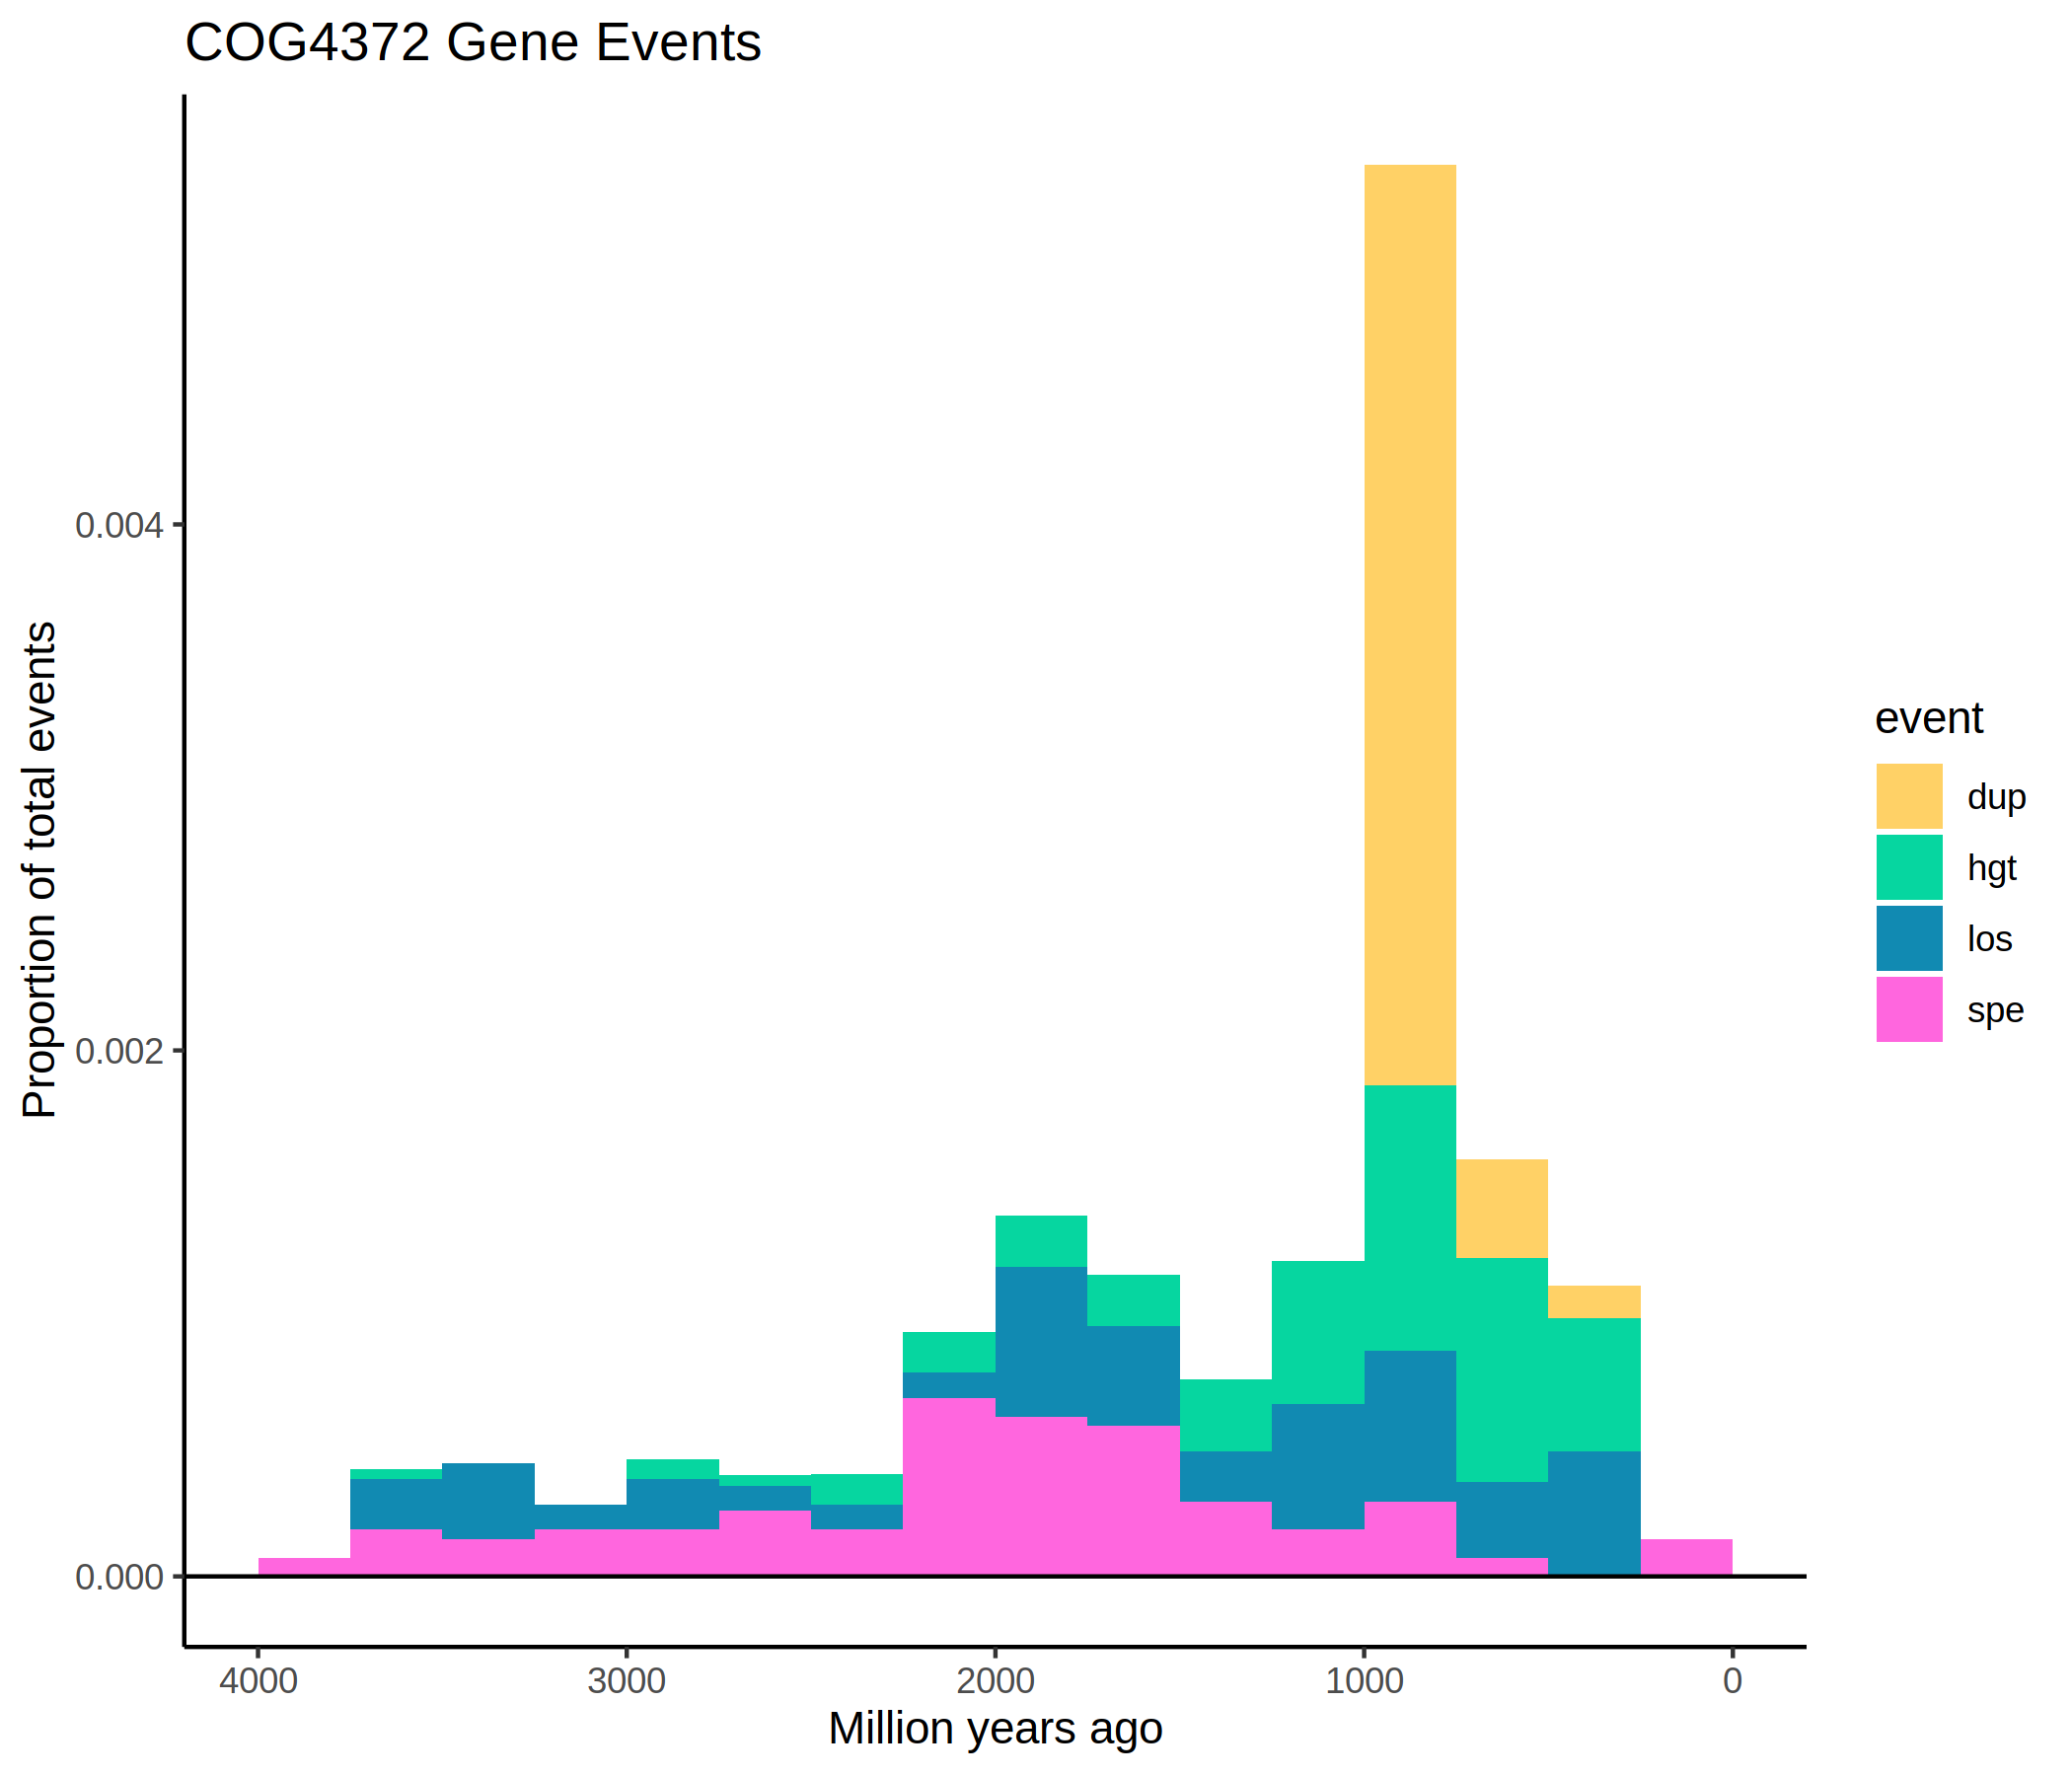 COG4372 Gene Events
Proportion of total events
0.004
0.002
0.000
4000 3000 2000 1000 0
Million years ago
event
dup
hgt
los
spe